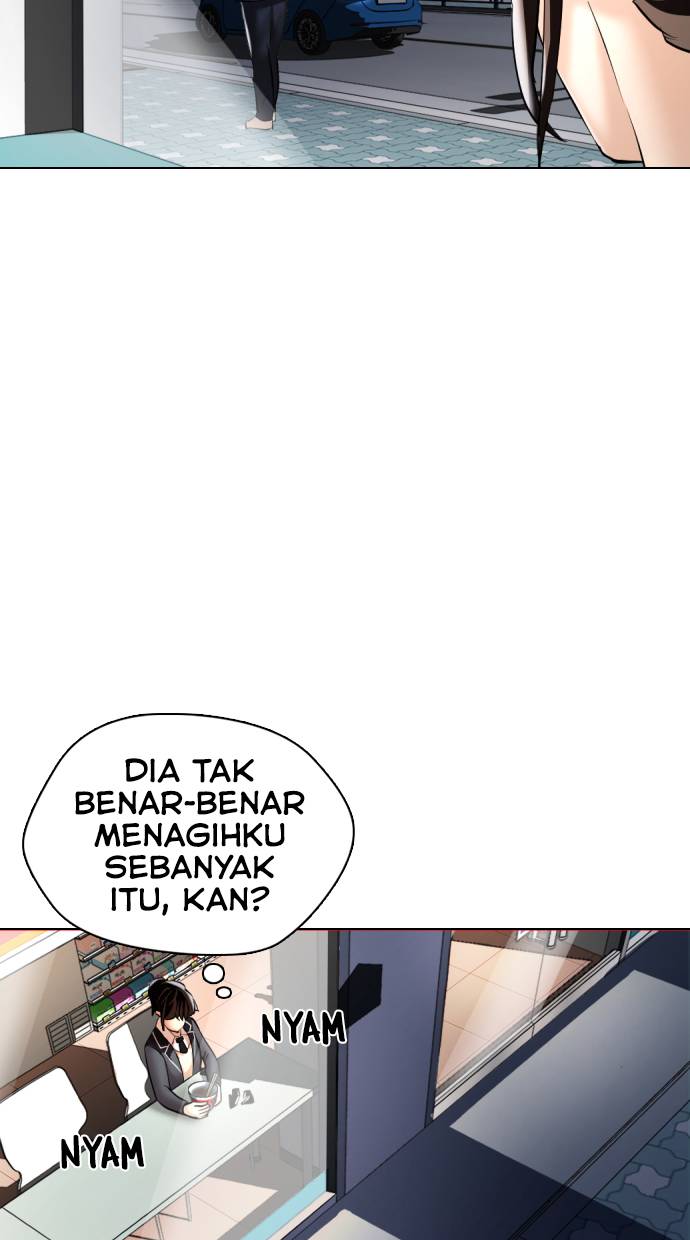 DIA TAK
BENAR-BENAR
MENAGIHKU
SEBANYAK
ITU, KAN?
NYAM
NYAM